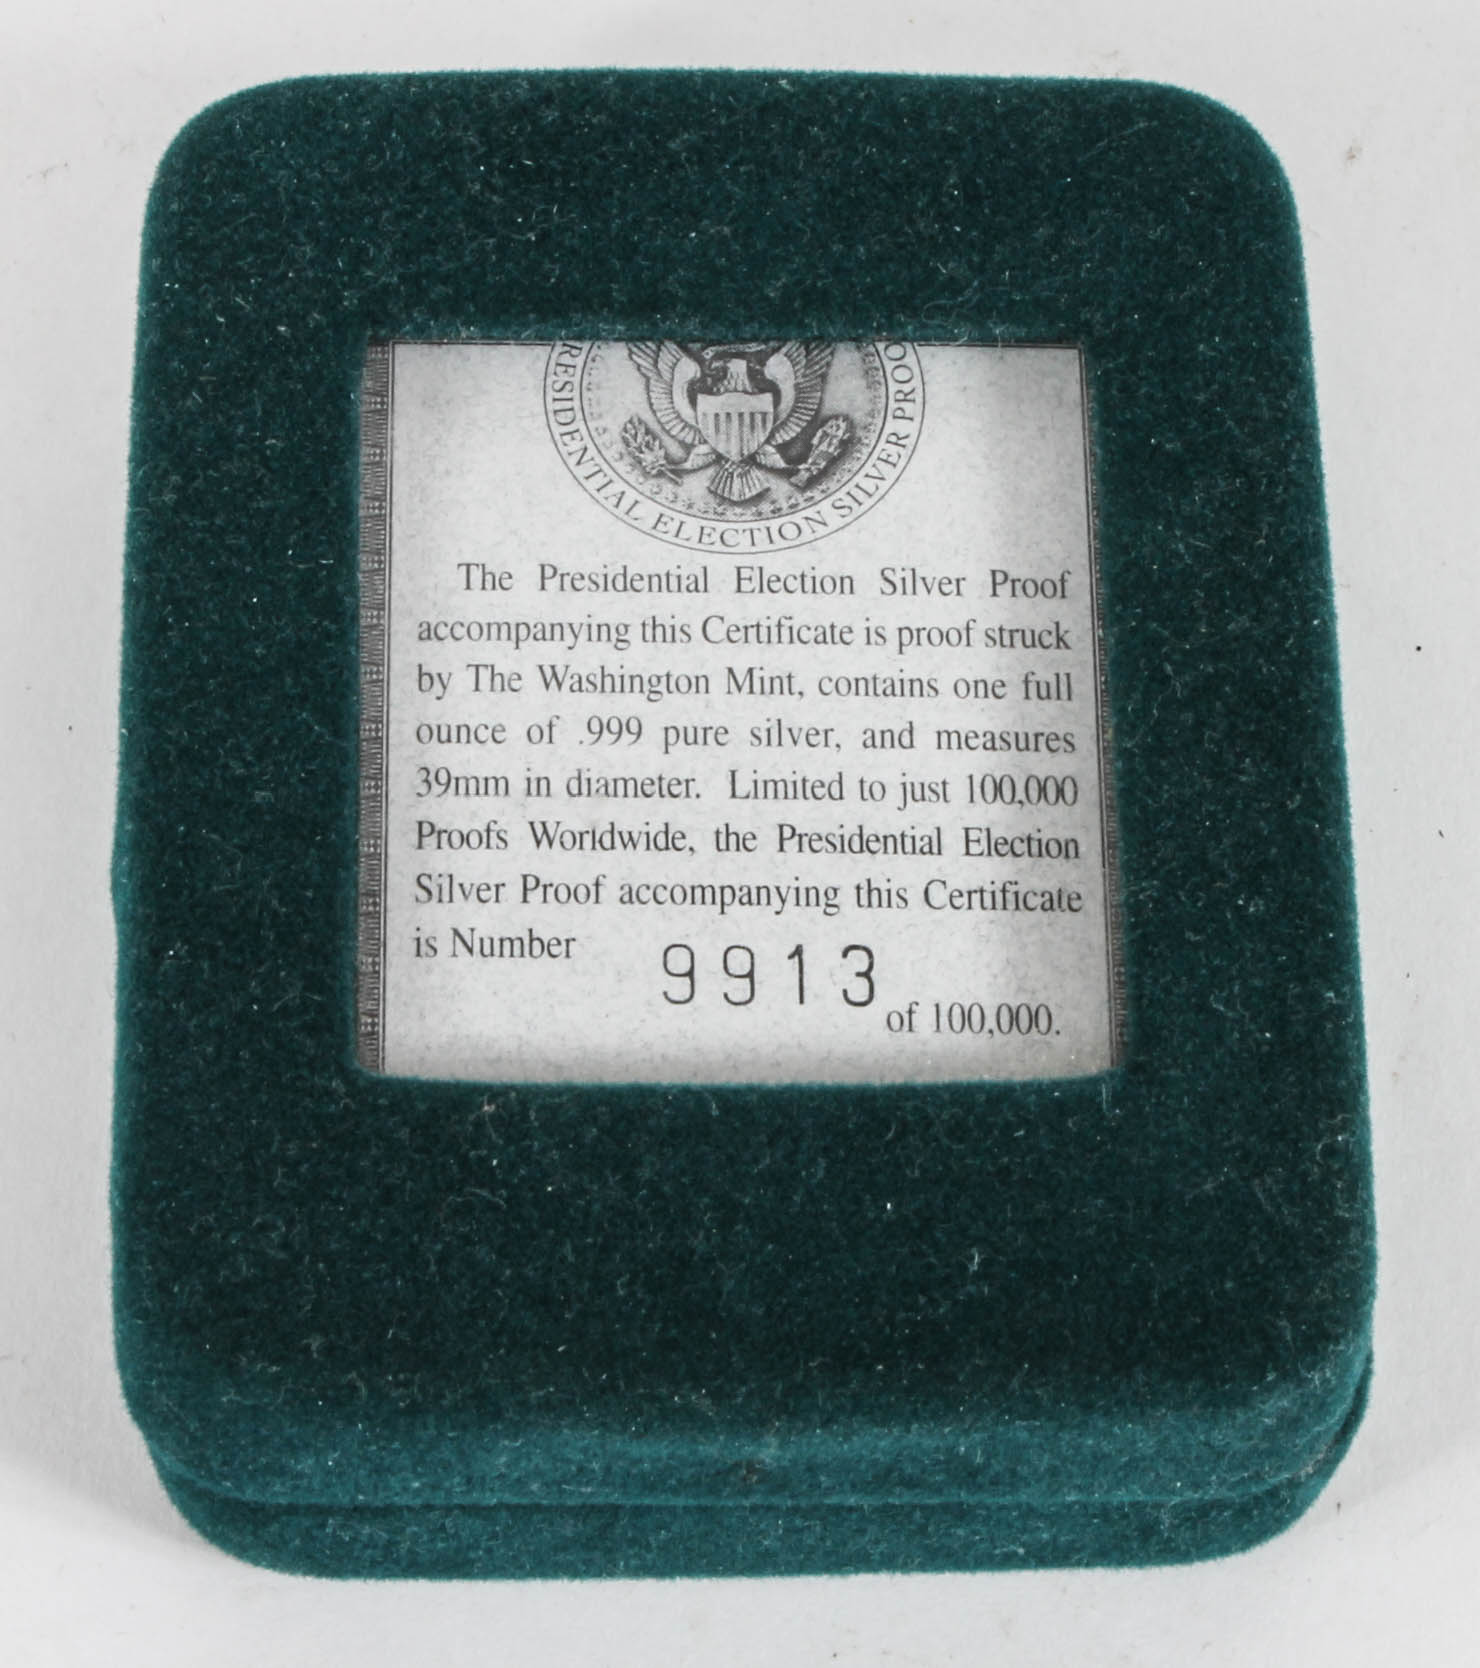 RESIDENTIAL ELECTION SILVER PROO
The Presidential Election Silver Proof
accompanying this Certificate is proof struck
by The Washington Mint, contains one full
ounce of .999 pure silver, and measures
39mm in diameter. Limited to just 100,000
Proofs Worldwide, the Presidential Election
Silver Proof accompanying this Certificate
is Number 9913
of 100,000.